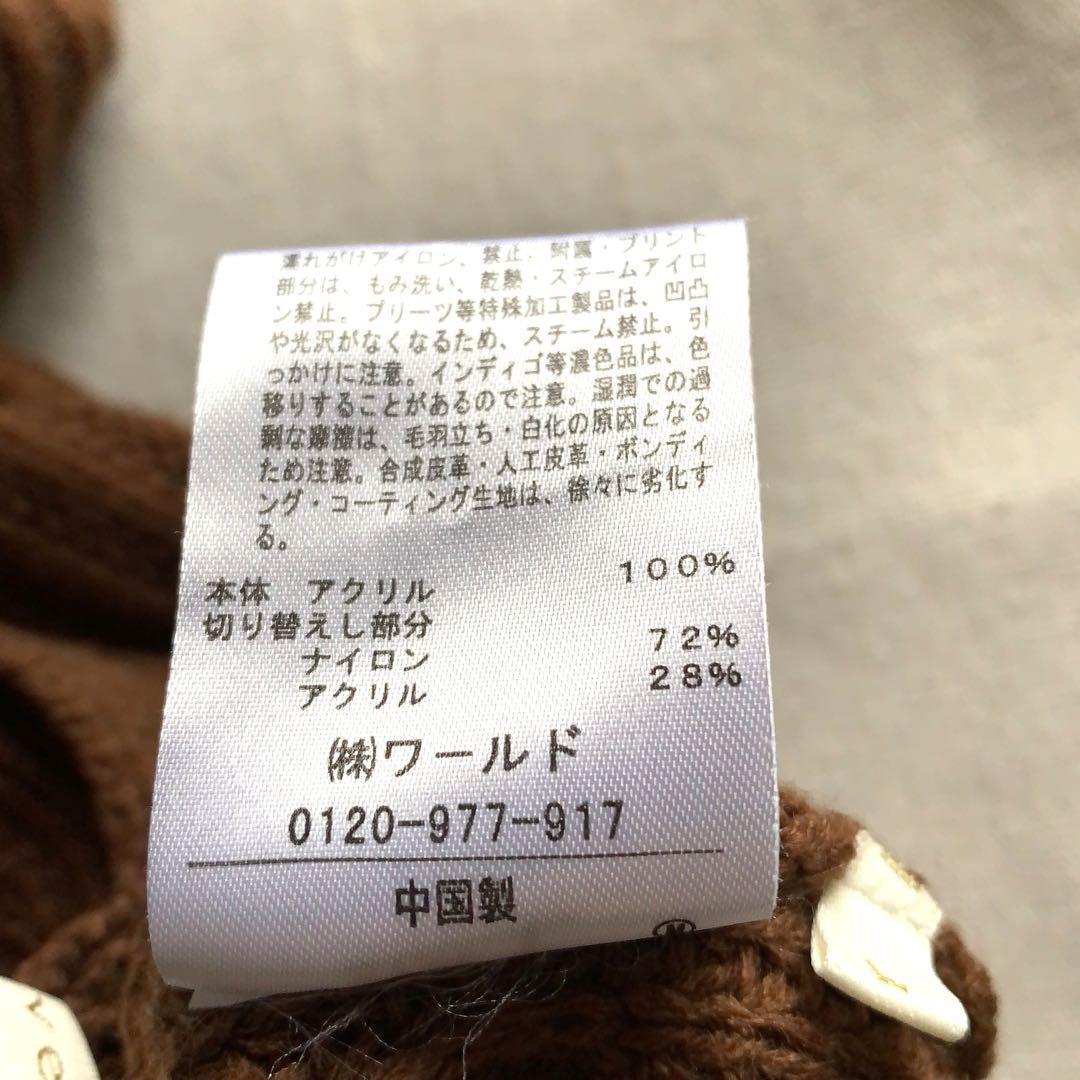 濡れがけアイロン、禁止。附属・プリント
部分は、もみ洗い、乾熱・スチームアイロ
ン禁止。プリーツ等特殊加工製品は、凹凸
や光沢がなくなるため、スチーム禁止。引
っかけに注意。インディゴ等濃色品は、色
移りすることがあるので注意。湿潤での過
剰な摩擦は、毛羽立ち・白化の原因となる
ため注意。合成皮革・人工皮革・ボンディ
ング・コーティング生地は、徐々に劣化す
る。
本体 アクリル 100%
切り替えし部分
ナイロン 72%
アクリル 28%
㈱ワールド
0120-977-917
中国製